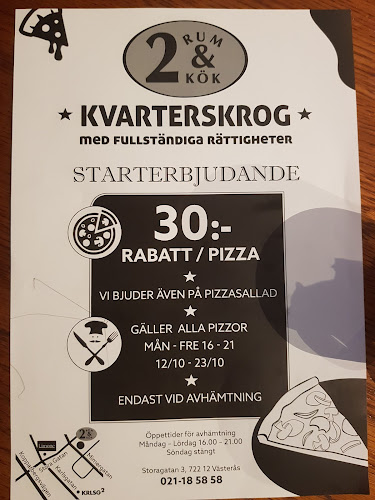 2 RUM
& KÖK
KVARTERSKROG
MED FULLSTÄNDIGA RÄTTIGHETER
STARTERBJUDANDE
30:-
RABATT / PIZZA
VI BJUDER ÄVEN PÅ PIZZASALLAD
GÄLLER ALLA PIZZOR
MÅN - FRE 16 - 21
12/10 - 23/10
ENDAST VID AVHÄMTNING
Öppettider för avhämtning
Måndag - Lördag 16.00 - 21.00
Söndag stängt
Storagatan 3, 722 12 Västerås
021-18 58 58
KRLSG²